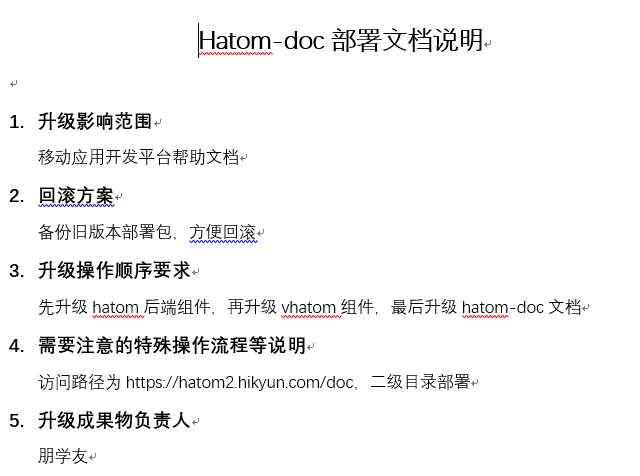 Hatom-doc 部署文档说明
1. 升级影响范围
移动应用开发平台帮助文档
2. 回滚方案
备份旧版本部署包，方便回滚
3. 升级操作顺序要求
先升级 hatom 后端组件，再升级 vhatom 组件，最后升级 hatom-doc 文档
4. 需要注意的特殊操作流程等说明
访问路径为 https://hatom2.hikyun.com/doc，二级目录部署
5. 升级成果物负责人
朋学友